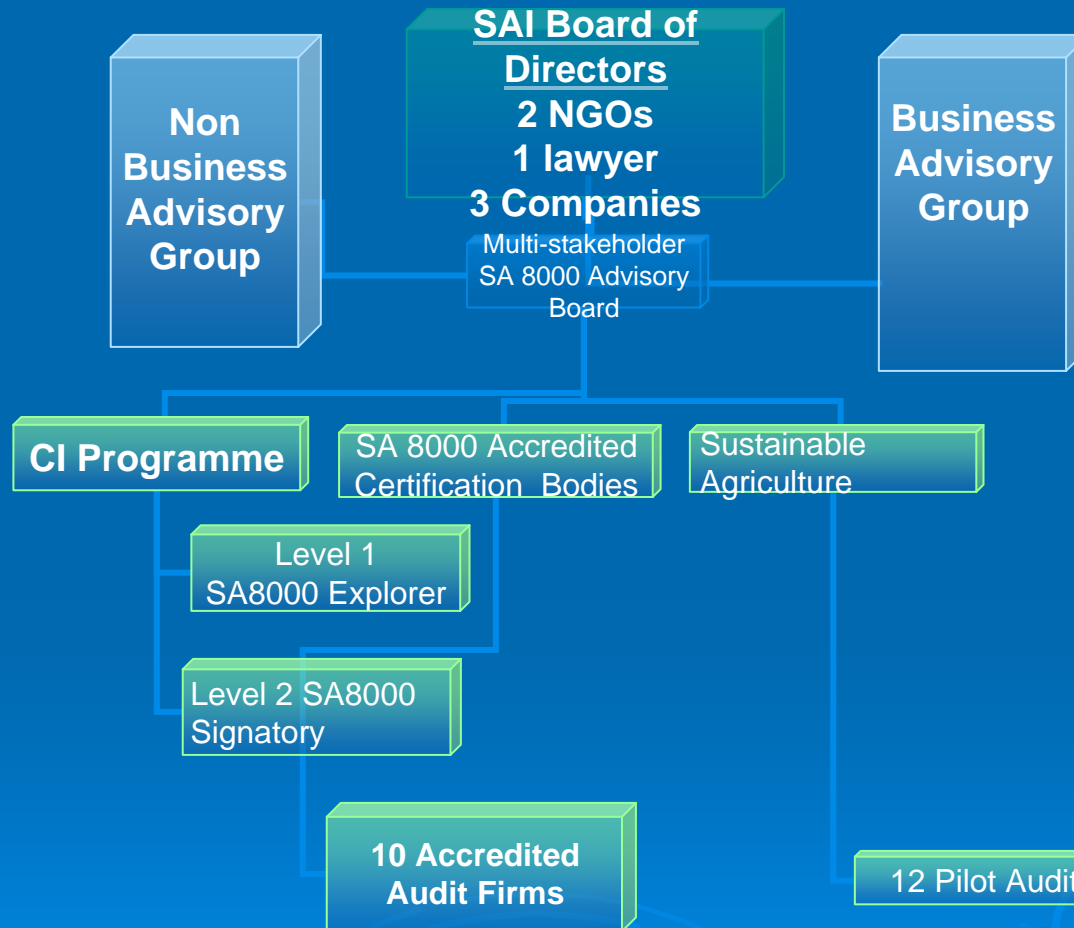 SAI Board of
Directors
2 NGOs
1 lawyer
3 Companies
Non
Business
Advisory
Group
Business
Advisory
Group
Multi-stakeholder
SA 8000 Advisory
Board
CI Programme
SA 8000 Accredited
Certification Bodies
Sustainable
Agriculture
Level 1
SA8000 Explorer
Level 2 SA8000
Signatory
10 Accredited
Audit Firms
12 Pilot Audit